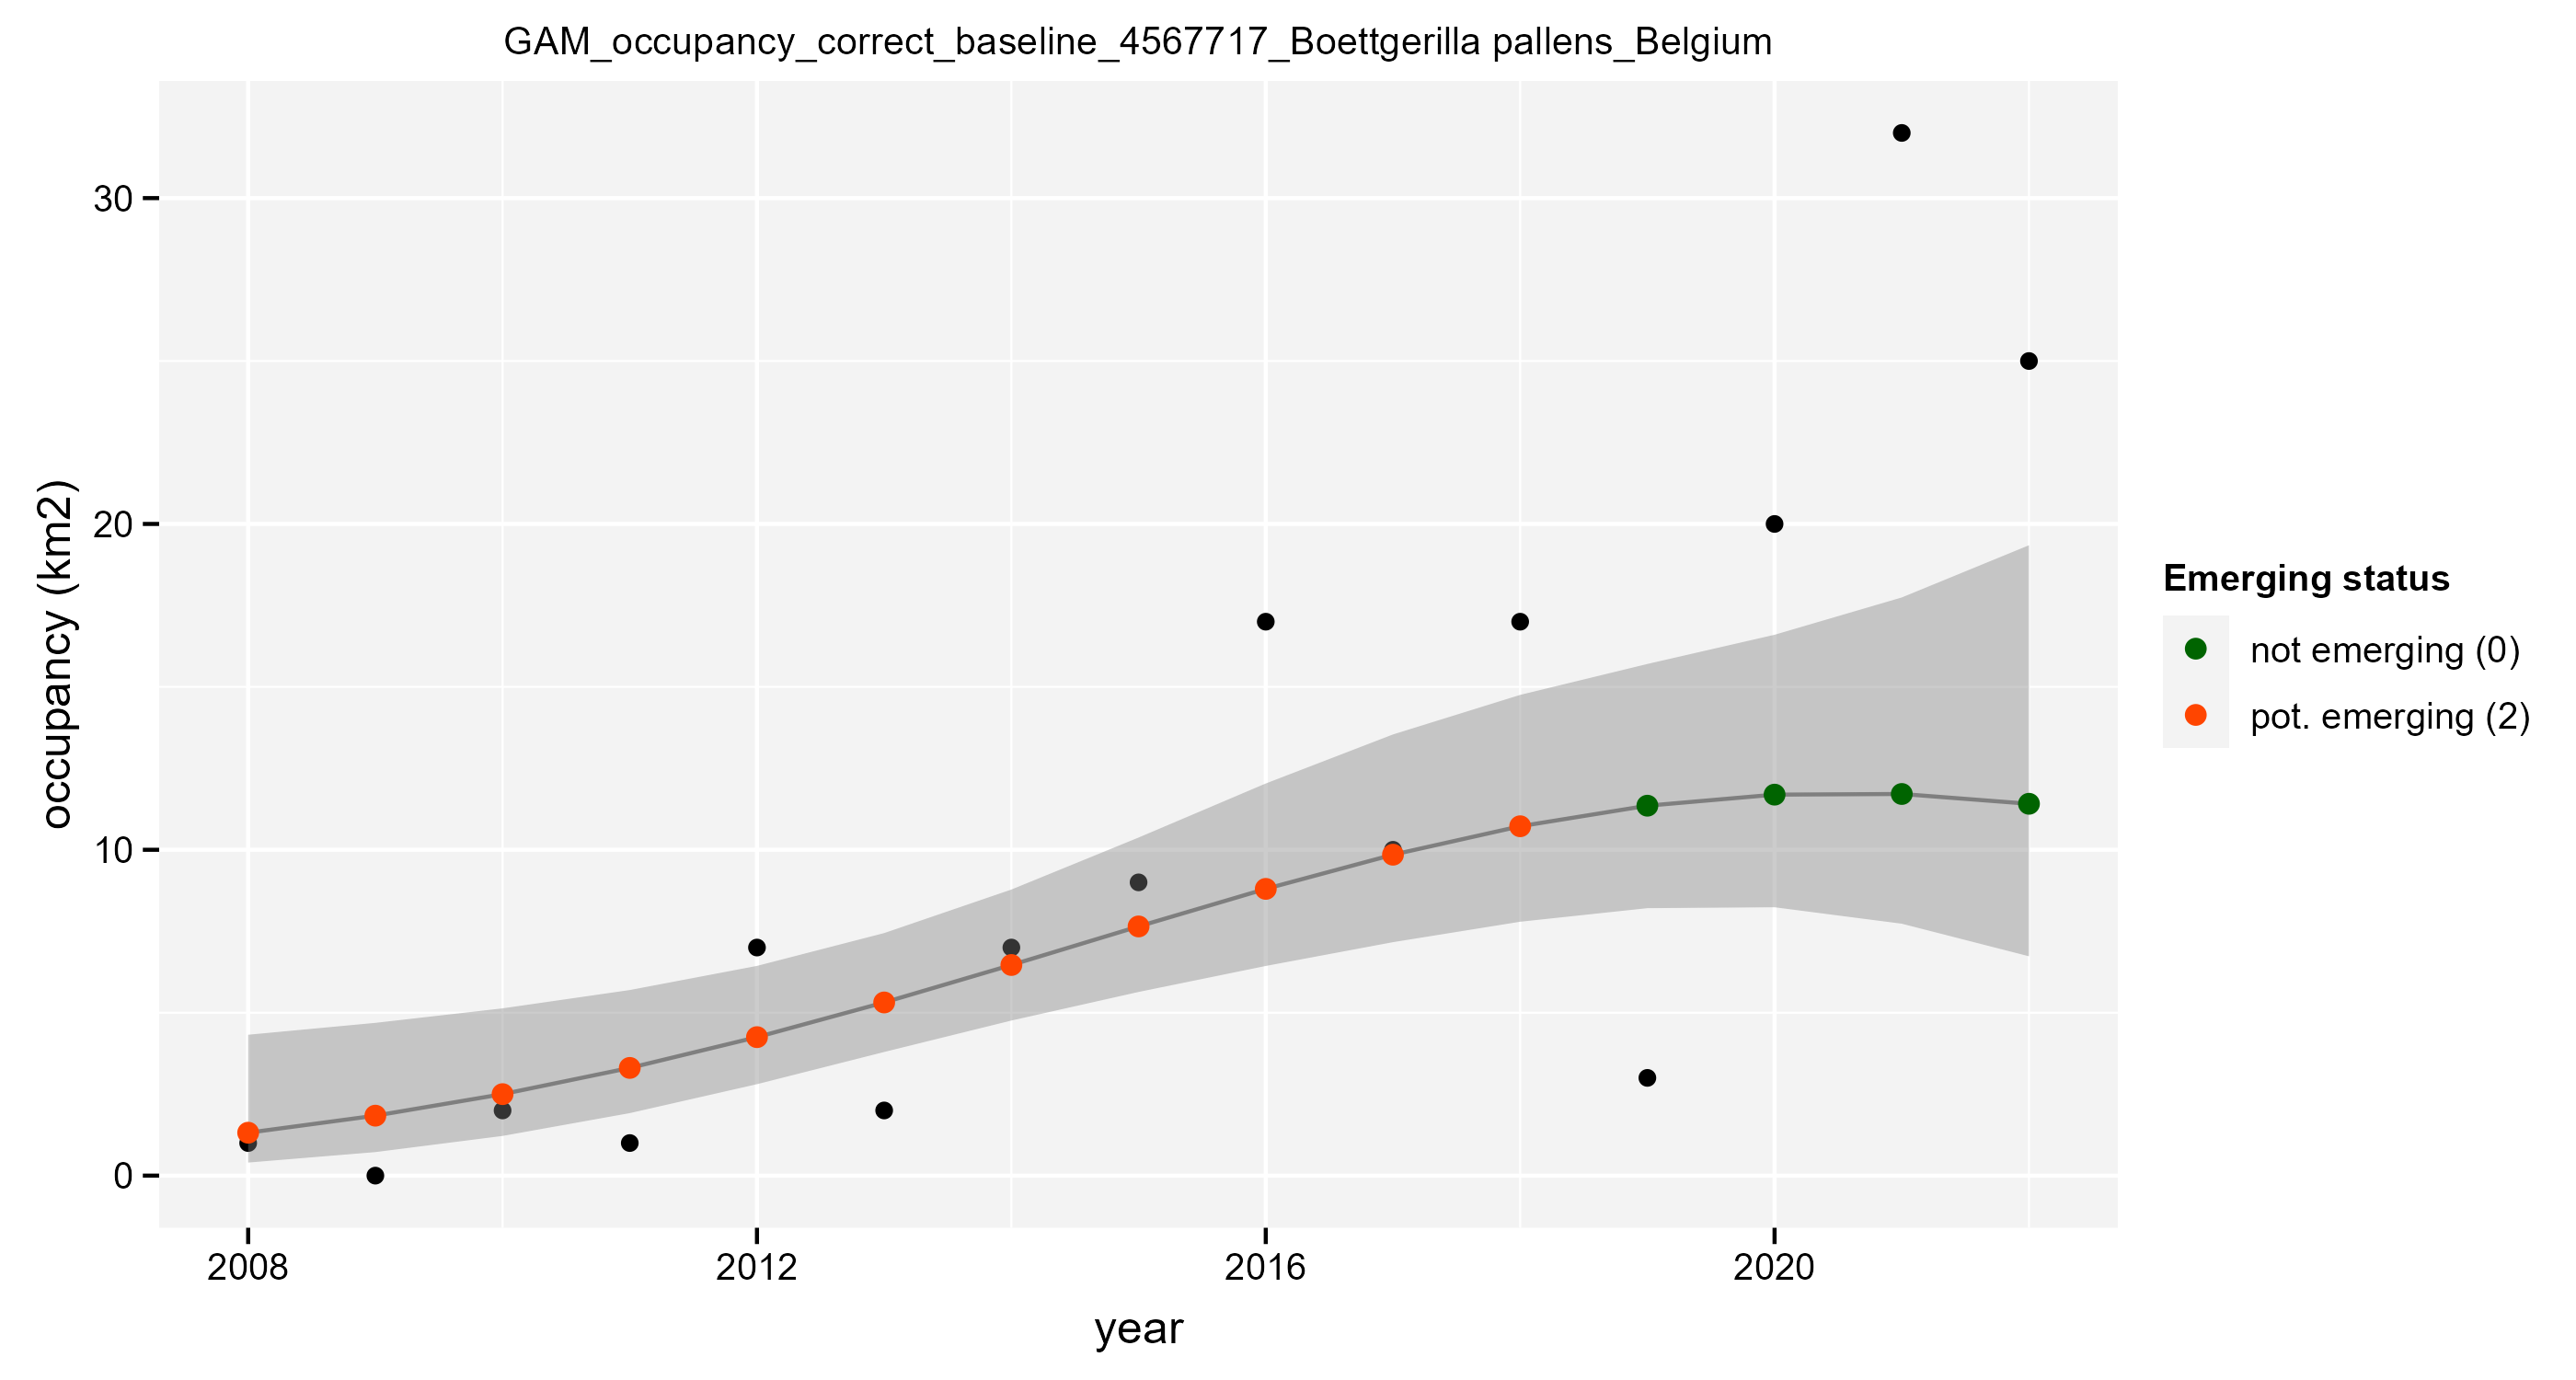 GAM_occupancy_correct_baseline_4567717_Boettgerilla pallens_Belgium
occupancy (km2)
30
20
10
0
2008 2012 2016 2020
year
Emerging status
not emerging (0)
pot. emerging (2)